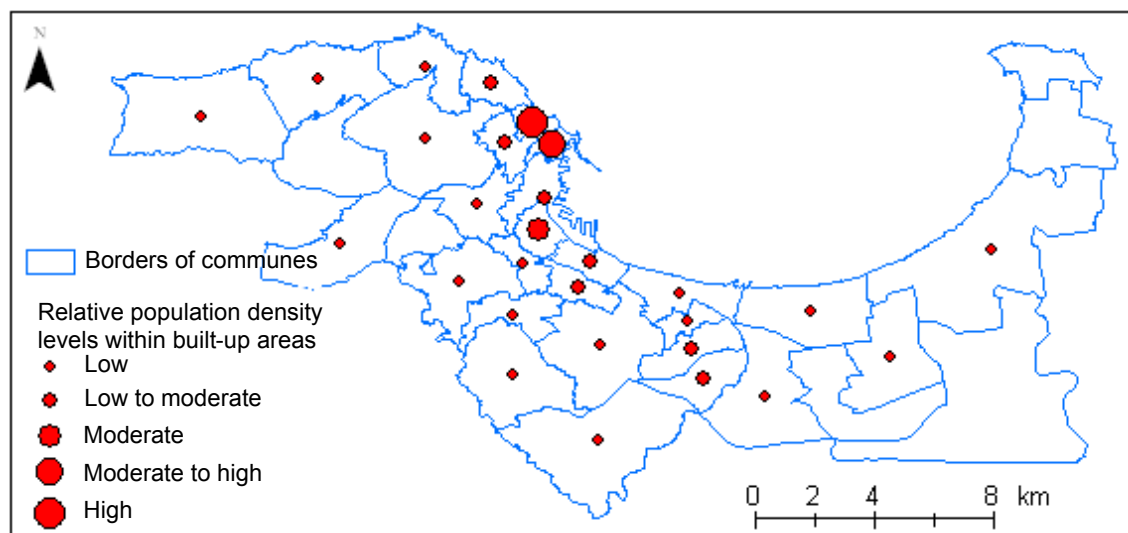 N
Borders of communes
Relative population density
levels within built-up areas
Low
Low to moderate
Moderate
Moderate to high
High
0 2 4 8 km